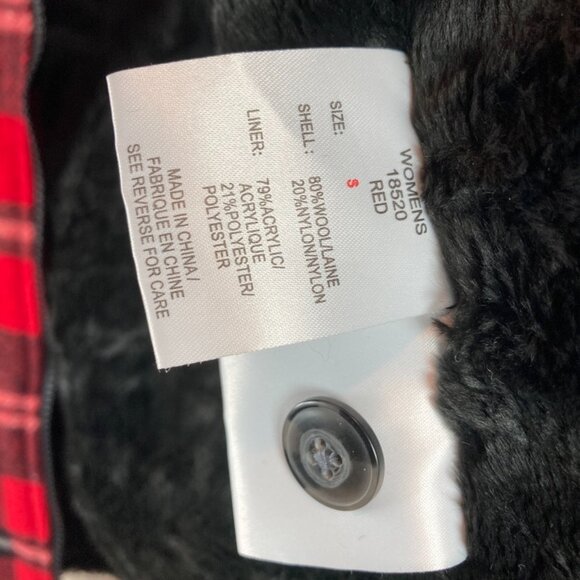 WOMENS
18520
RED
SIZE: S
SHELL: 80%WOOL/LAINE
20%NYLON/NYLON
LINER: 79%ACRYLIC/
ACRYLIQUE
21%POLYESTER/
POLYESTER
MADE IN CHINA/
FABRIQUE EN CHINE
SEE REVERSE FOR CARE